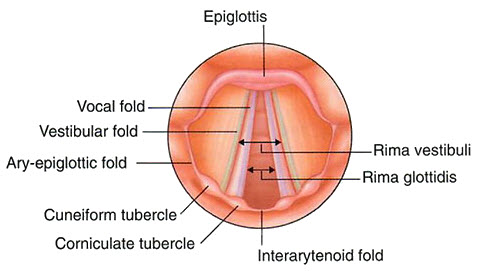 Epiglottis
Vocal fold
Vestibular fold
Ary-epiglottic fold
Cuneiform tubercle
Corniculate tubercle
Rima vestibuli
Rima glottidis
Interarytenoid fold